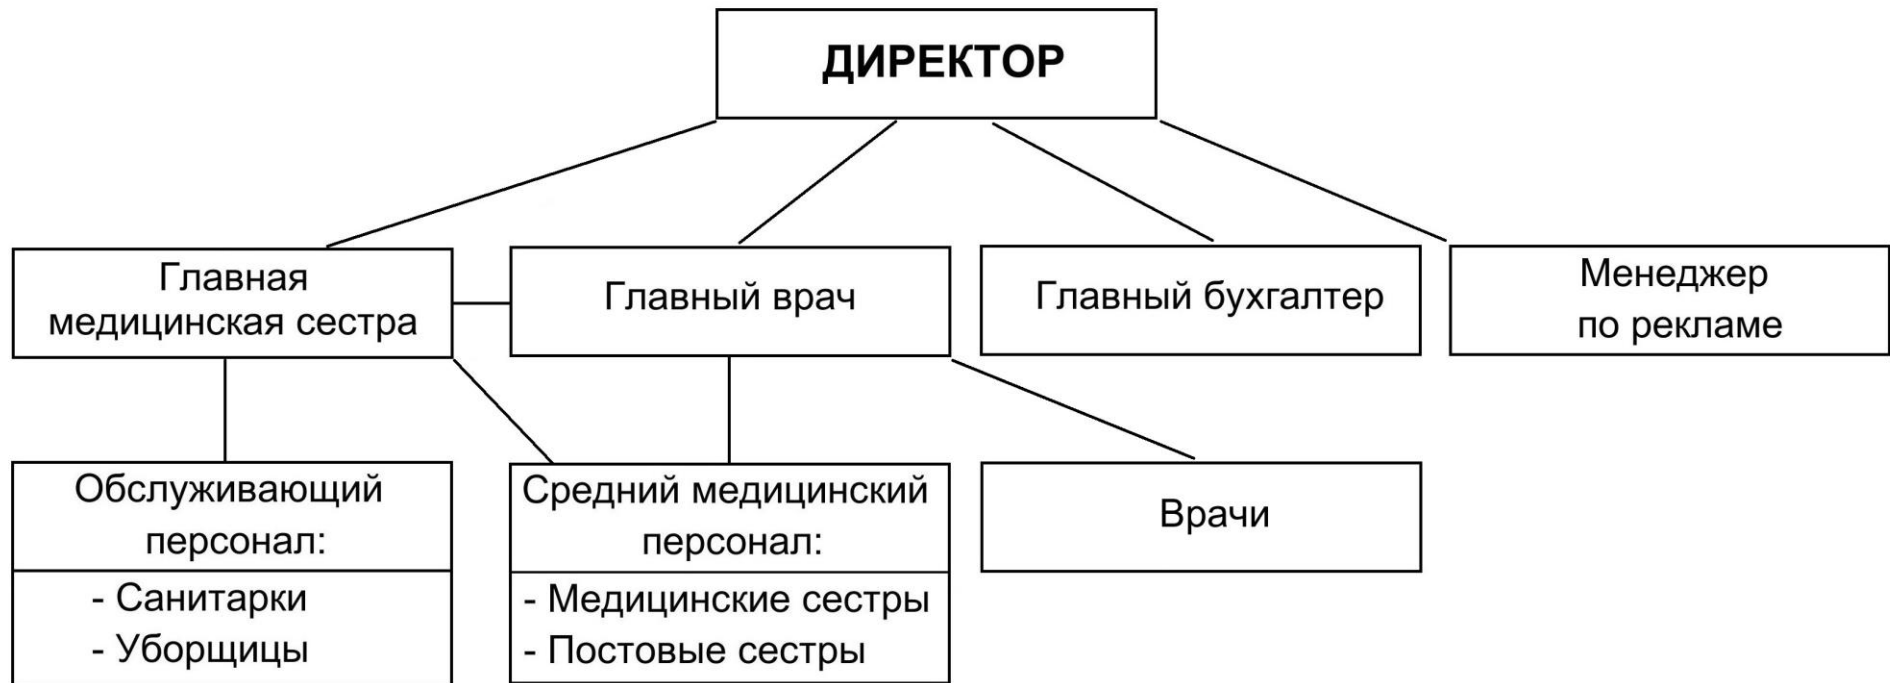 ДИРЕКТОР
Главная
медицинская сестра
Главный врач
Главный бухгалтер
Менеджер
по рекламе
Обслуживающий
персонал:
- Санитарки
- Уборщицы
Средний медицинский
персонал:
- Медицинские сестры
- Постовые сестры
Врачи